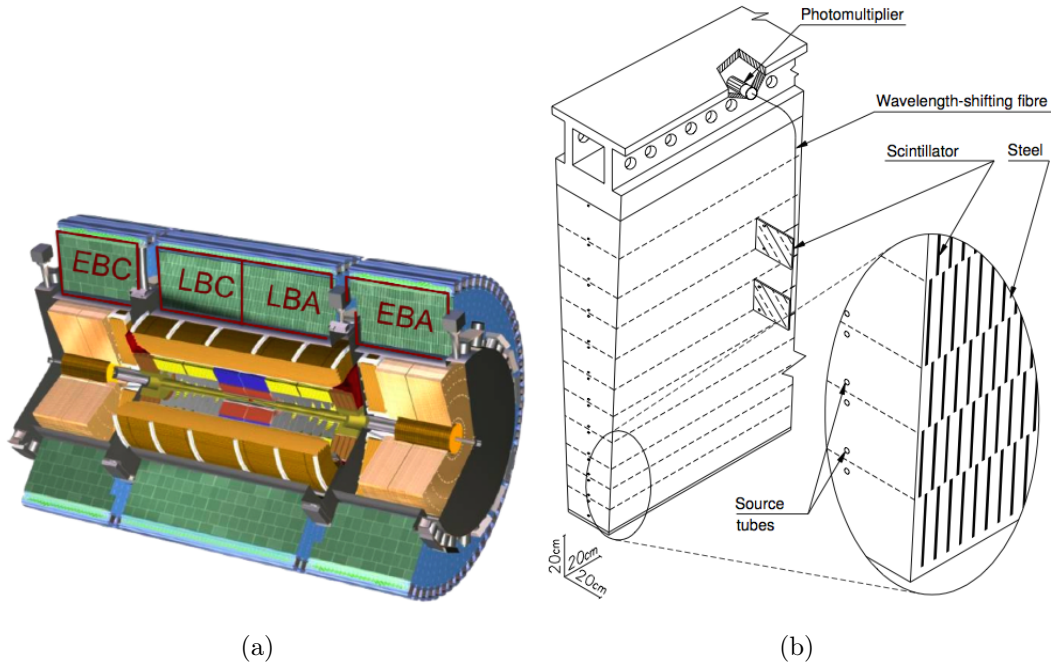 EBC
LBC
LBA
EBA
Photomultiplier
Wavelength-shifting fibre
Scintillator
Steel
Source
tubes
20cm
20cm
20cm
(a)
(b)